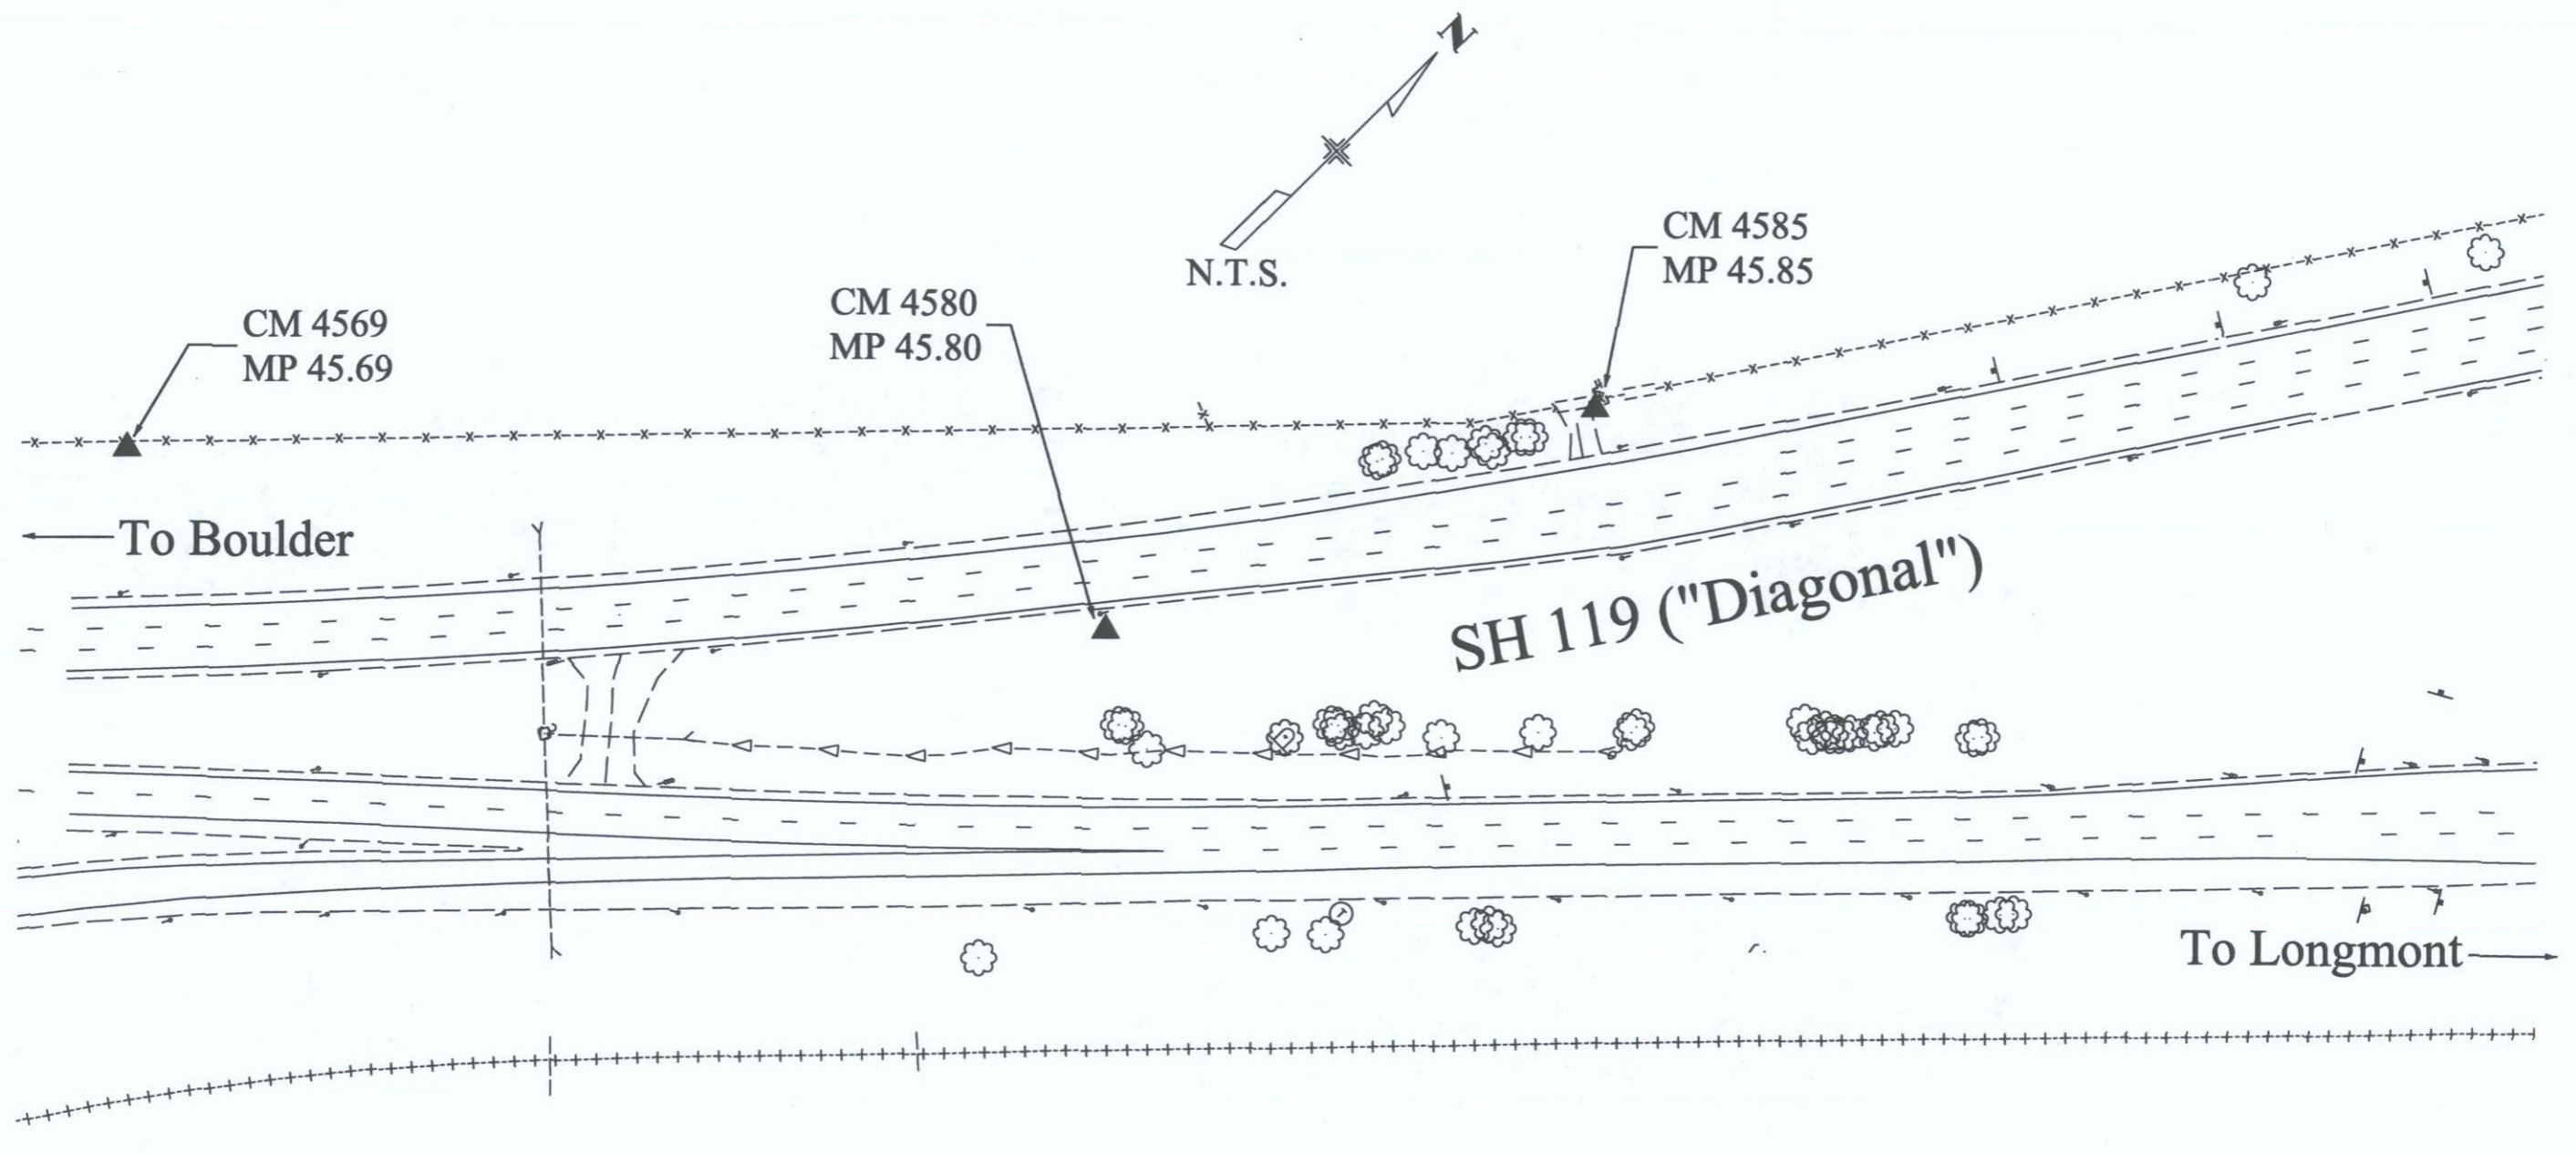 N
N.T.S.
CM 4585
MP 45.85
CM 4580
MP 45.80
CM 4569
MP 45.69
To Boulder
SH 119 ("Diagonal")
T
To Longmont